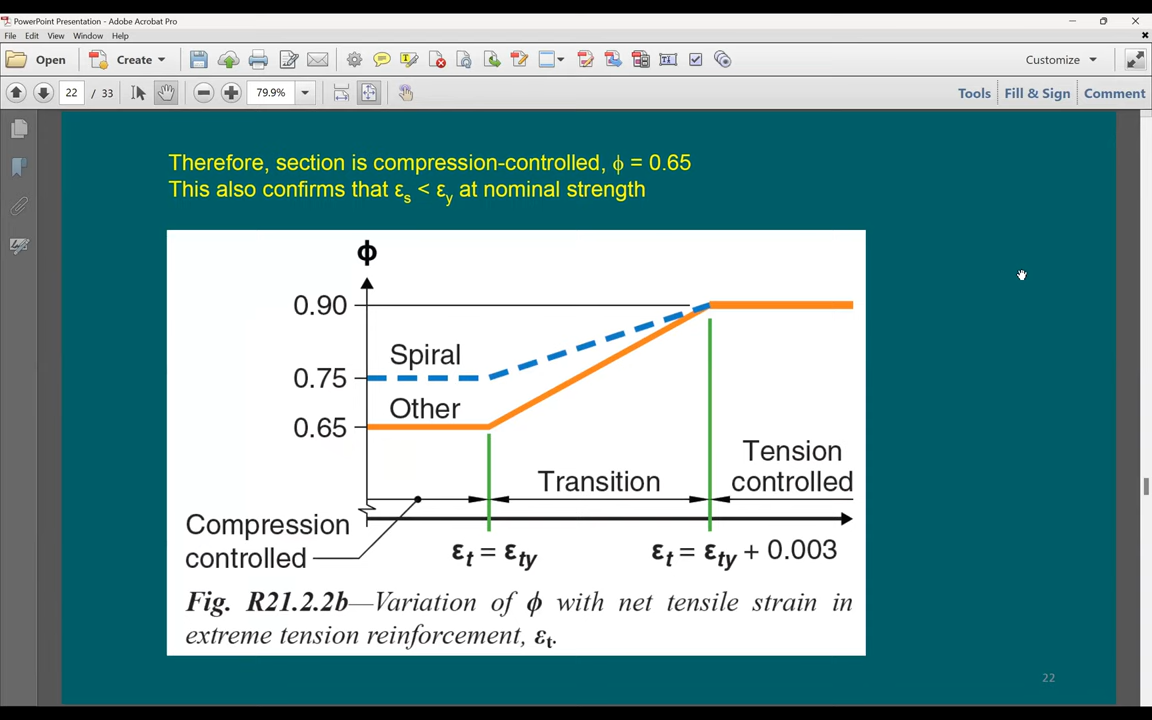 PowerPoint Presentation - Adobe Acrobat Pro
File Edit View Window Help
Open Create Customize
22 / 33 79.9% Tools Fill & Sign Comment
Therefore, section is compression-controlled, ϕ = 0.65
This also confirms that εs < εy at nominal strength
ϕ
0.90
Spiral
0.75
Other
0.65
Tension
controlled
Transition
Compression
controlled
εt = εty
εt = εty + 0.003
Fig. R21.2.2b—Variation of ϕ with net tensile strain in
extreme tension reinforcement, εt.
22